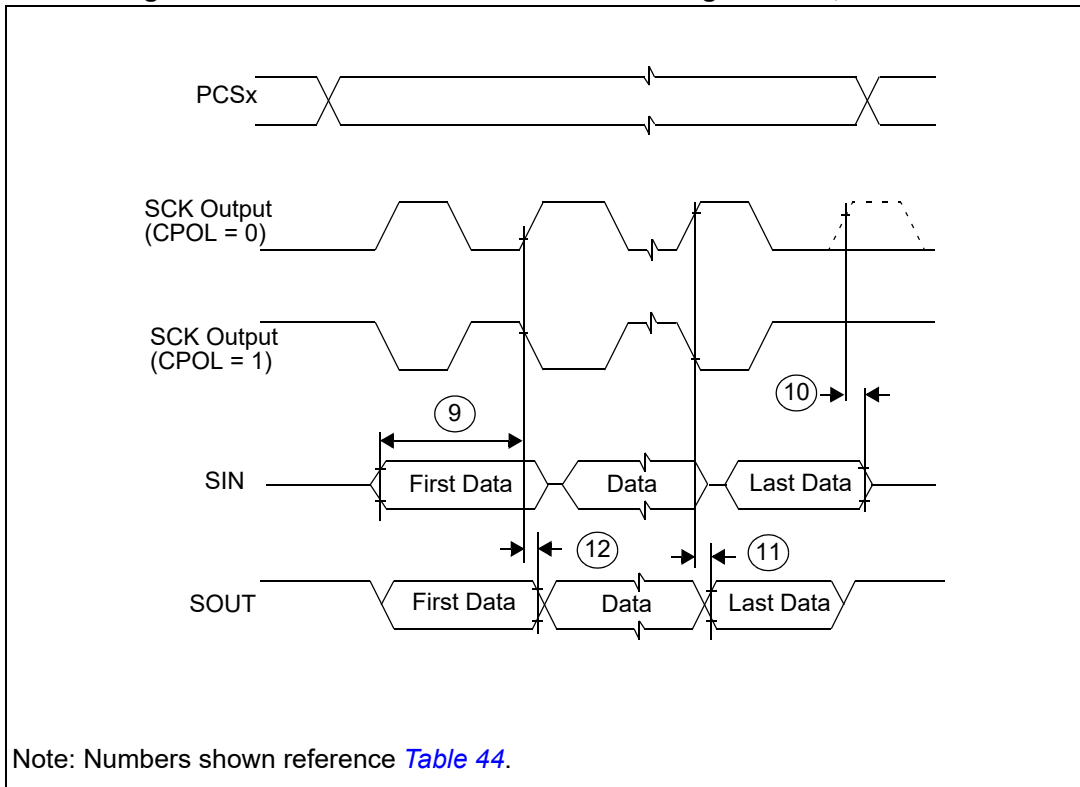 PCSx
SCK Output
(CPOL = 0)
SCK Output
(CPOL = 1)
10
9
SIN
First Data
Data
Last Data
12
11
SOUT
First Data
Data
Last Data
Note: Numbers shown reference Table 44.